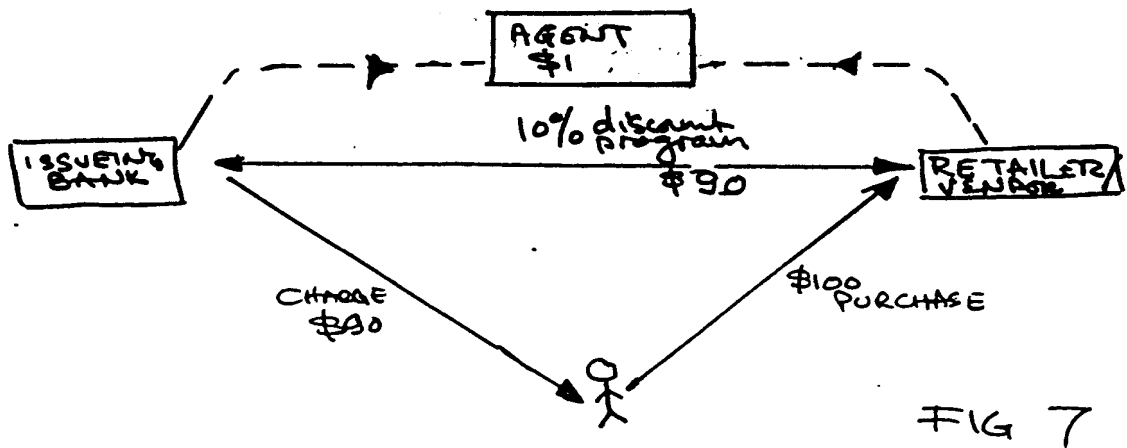 AGENT
$1
10% discount
program
ISSUEING
BANK
$90
RETAILER/
VENDOR
CHARGE
$90
$100
PURCHASE
FIG 7